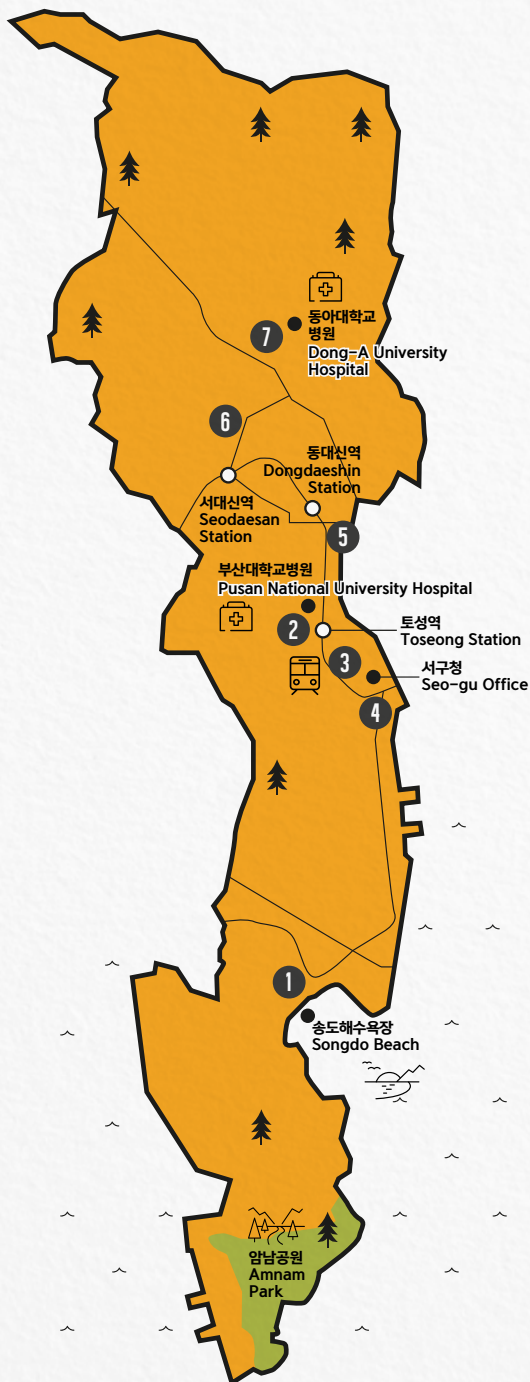 동아대학교
병원
Dong-A University
Hospital
7
6
동대신역
Dongdaeshin
Station
서대신역
Seodaesan
Station
5
부산대학교병원
Pusan National University Hospital
2
토성역
Toseong Station
3
서구청
Seo-gu Office
4
1
송도해수욕장
Songdo Beach
암남공원
Amnam
Park